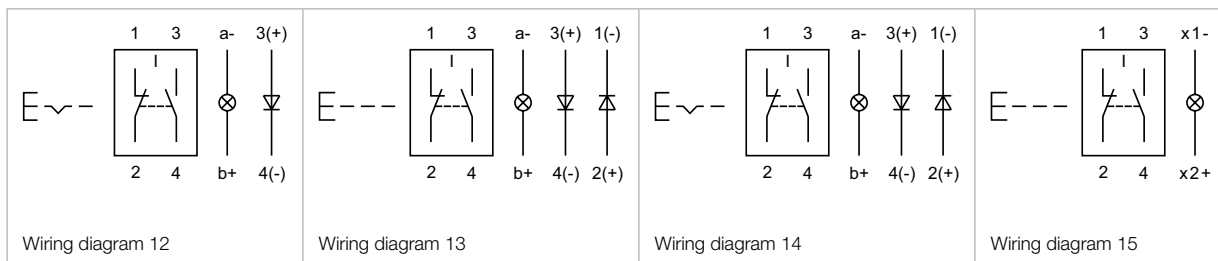 1 3 a- 3(+)
2 4 b+ 4(-)
Wiring diagram 12
1 3 a- 3(+) 1(-)
2 4 b+ 4(-) 2(+)
Wiring diagram 13
1 3 a- 3(+) 1(-)
2 4 b+ 4(-) 2(+)
Wiring diagram 14
1 3 x1-
2 4 x2+
Wiring diagram 15